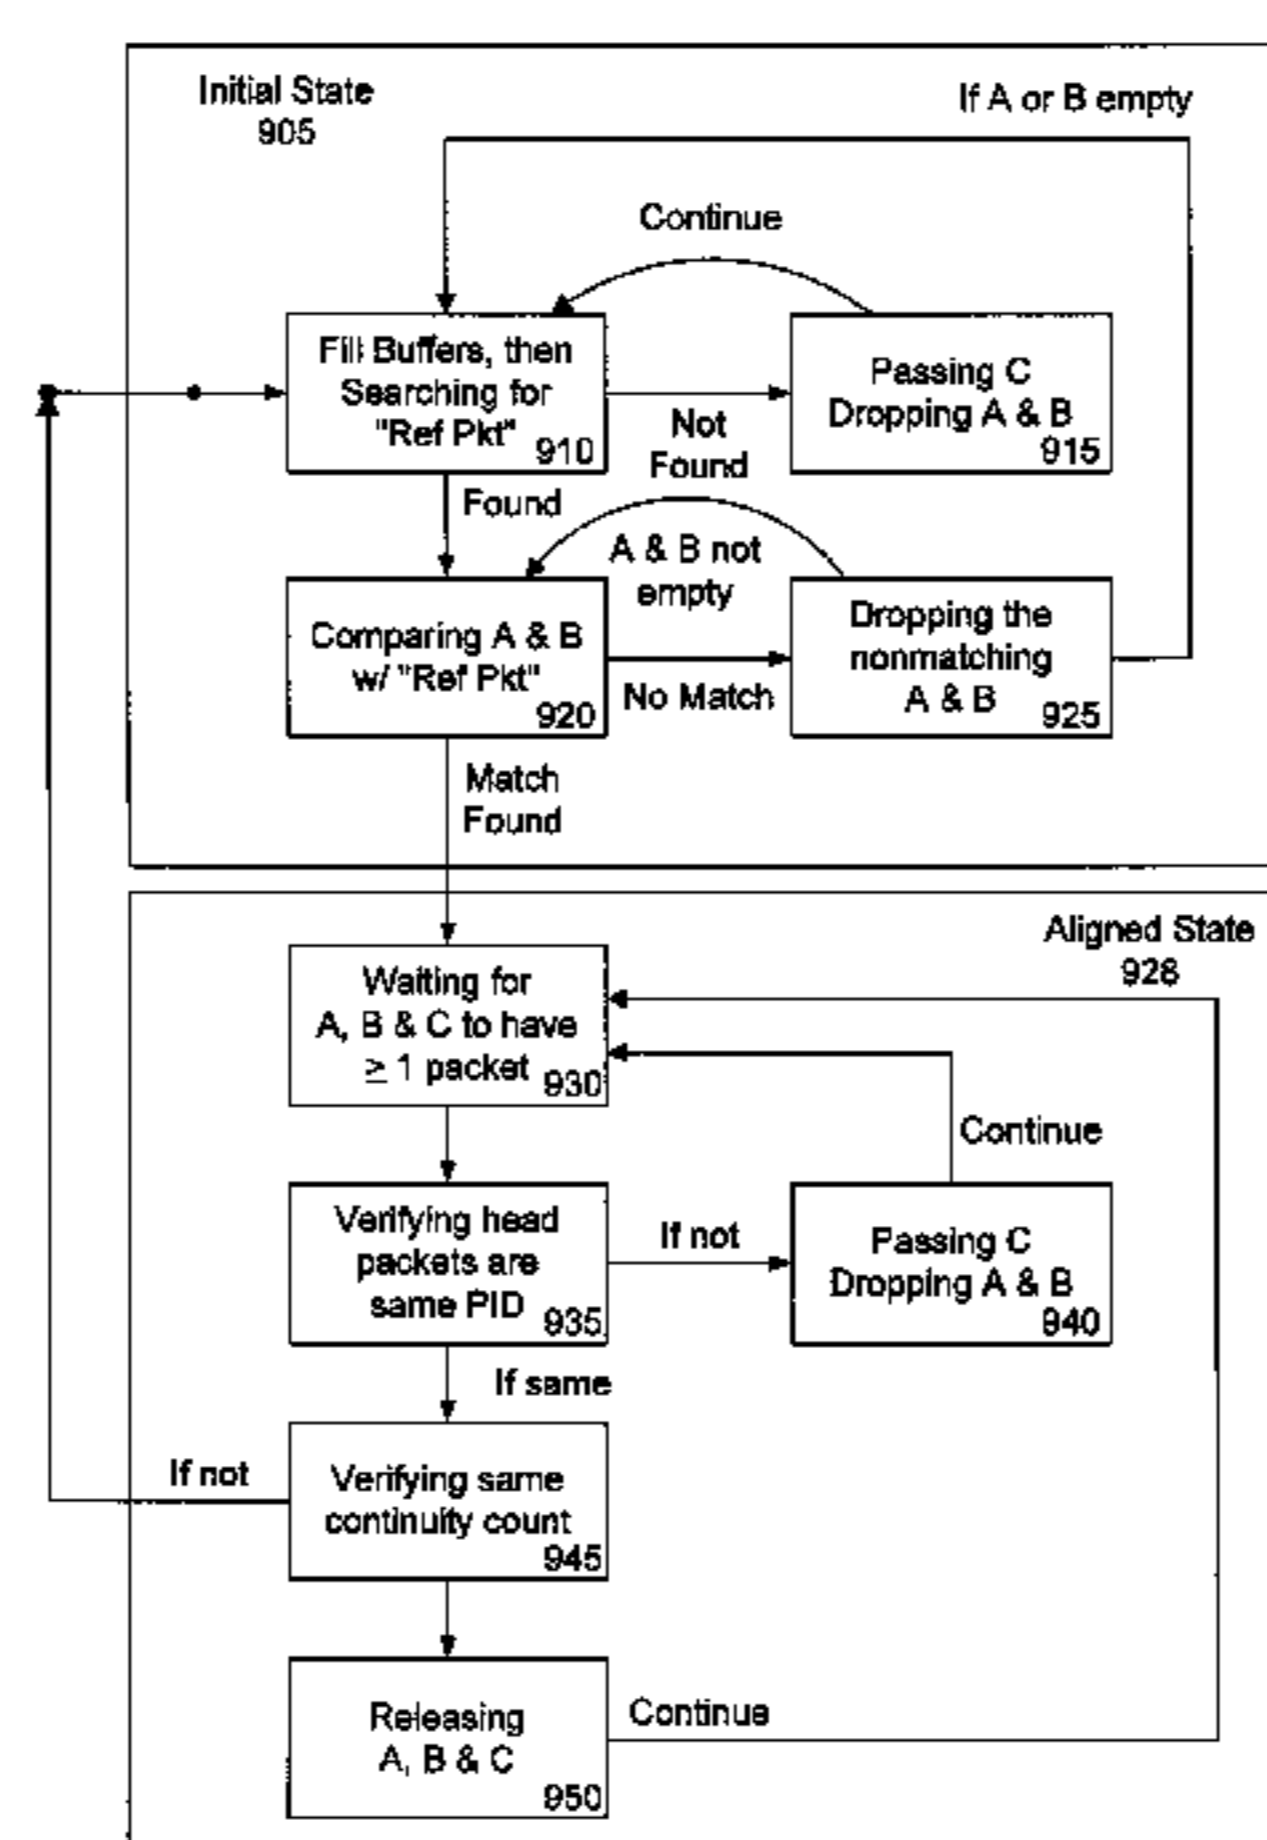 Initial State
905
If A or B empty
Continue
Fill Buffers, then
Searching for
"Ref Pkt"
910
Not
Found
Passing C
Dropping A & B
915
Found
A & B not
empty
Comparing A & B
w/ "Ref Pkt"
920
No Match
Dropping the
nonmatching
A & B
925
Match
Found
Aligned State
928
Waiting for
A, B & C to have
≥ 1 packet
930
Continue
Verifying head
packets are
same PID
935
If not
Passing C
Dropping A & B
940
If same
If not
Verifying same
continuity count
945
Releasing
A, B & C
950
Continue